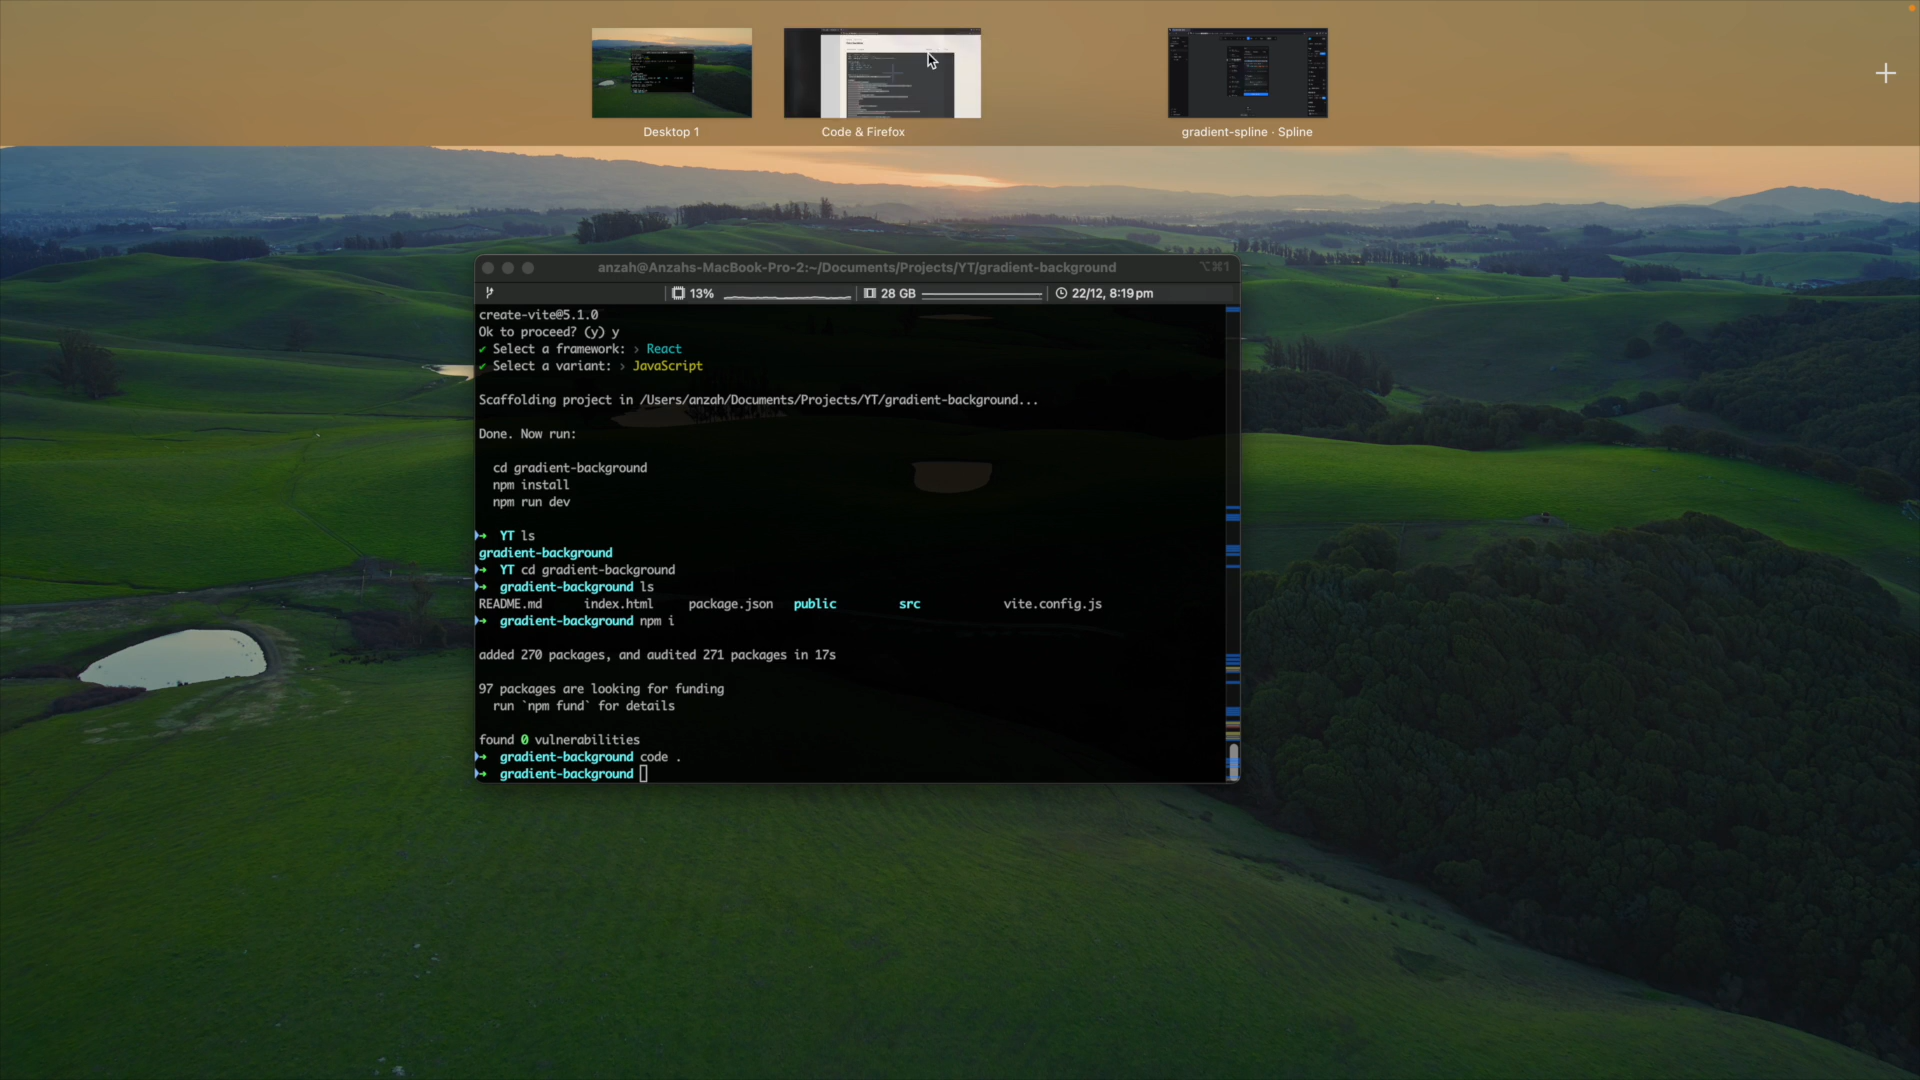 Desktop 1
Code & Firefox
gradient-spline · Spline
anzah@Anzahs-MacBook-Pro-2:~/Documents/Projects/YT/gradient-background
⌥⌘1
13%
28 GB
22/12, 8:19 pm
create-vite@5.1.0
Ok to proceed? (y) y
✔ Select a framework: › React
✔ Select a variant: › JavaScript
Scaffolding project in /Users/anzah/Documents/Projects/YT/gradient-background...
Done. Now run:
cd gradient-background
npm install
npm run dev
➜ YT ls
gradient-background
➜ YT cd gradient-background
➜ gradient-background ls
README.md index.html package.json public src vite.config.js
➜ gradient-background npm i
added 270 packages, and audited 271 packages in 17s
97 packages are looking for funding
run `npm fund` for details
found 0 vulnerabilities
➜ gradient-background code .
➜ gradient-background